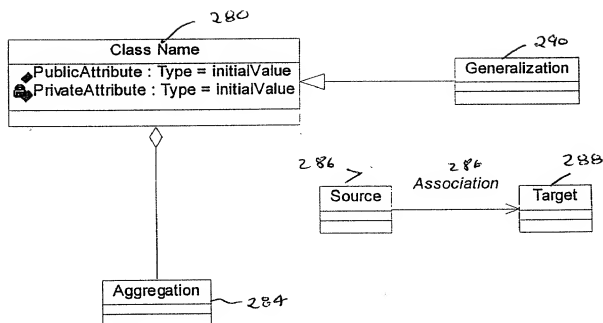 280
Class Name
PublicAttribute : Type = initialValue
PrivateAttribute : Type = initialValue
290
Generalization
286
Source
286
Association
288
Target
Aggregation
284